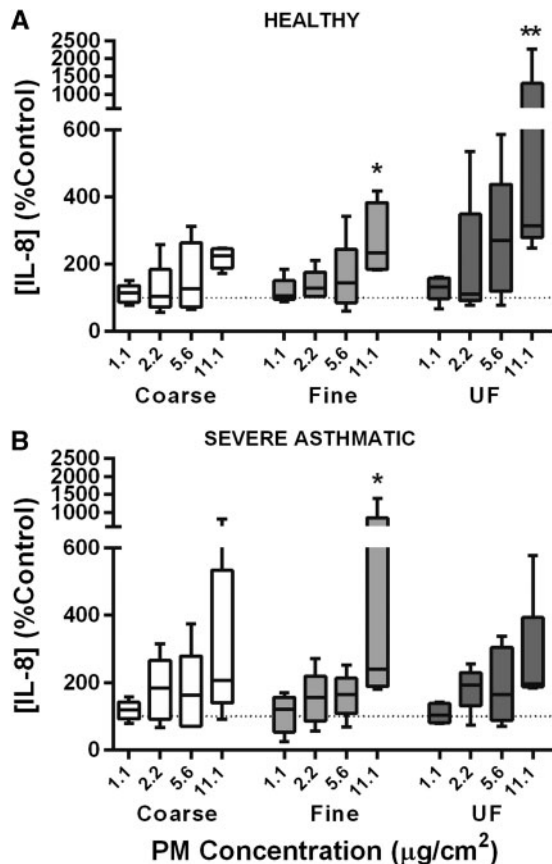 A
HEALTHY
[IL-8] (%Control)
2500
2000
1500
1000
600
400
200
0
*
**
1.1 2.2 5.6 11.1 1.1 2.2 5.6 11.1 1.1 2.2 5.6 11.1
Coarse Fine UF
B
SEVERE ASTHMATIC
[IL-8] (%Control)
2500
2000
1500
1000
600
400
200
0
*
1.1 2.2 5.6 11.1 1.1 2.2 5.6 11.1 1.1 2.2 5.6 11.1
Coarse Fine UF
PM Concentration (µg/cm²)